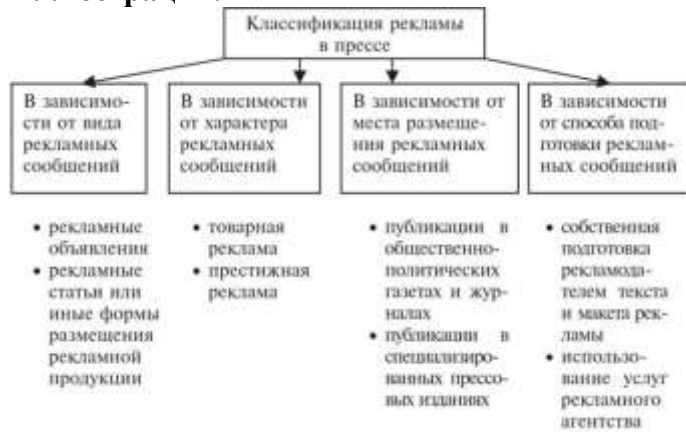 Классификация рекламы
в прессе
В зависимо-
сти от вида
рекламных
сообщений
В зависимости
от характера
рекламных
сообщений
В зависимости от
места размеще-
ния рекламных
сообщений
В зависимости
от способа под-
готовки реклам-
ных сообщений
• рекламные
объявления
• рекламные
статьи или
иные формы
размещения
рекламной
продукции
• товарная
реклама
• престижная
реклама
• публикации в
общественно-
политических
газетах и жур-
налах
• публикации в
специализиро-
ванных прессо-
вых изданиях
• собственная
подготовка
рекламода-
телем текста
и макета рек-
ламы
• использо-
вание услуг
рекламного
агентства